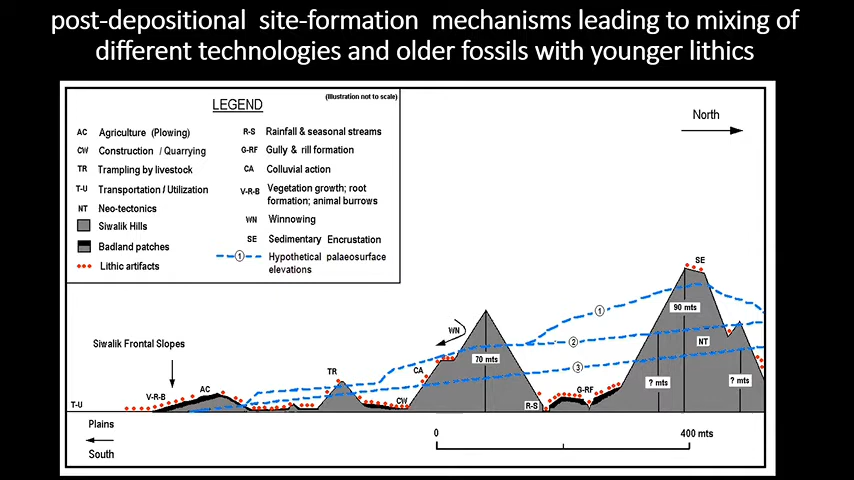 post-depositional site-formation mechanisms leading to mixing of
different technologies and older fossils with younger lithics
LEGEND
(Illustration not to scale)
AC Agriculture (Plowing)
CW Construction / Quarrying
TR Trampling by livestock
T-U Transportation / Utilization
NT Neo-tectonics
Siwalik Hills
Badland patches
Lithic artifacts
R-S Rainfall & seasonal streams
G-RF Gully & rill formation
CA Colluvial action
V-R-B Vegetation growth; root
formation; animal burrows
WN Winnowing
SE Sedimentary Encrustation
1 Hypothetical palaeosurface
elevations
North
SE
1
90 mts
WN
2
NT
Siwalik Frontal Slopes
70 mts
3
TR
CA
? mts
? mts
V-R-B
AC
G-RF
CW
R-S
T-U
Plains
South
0
400 mts